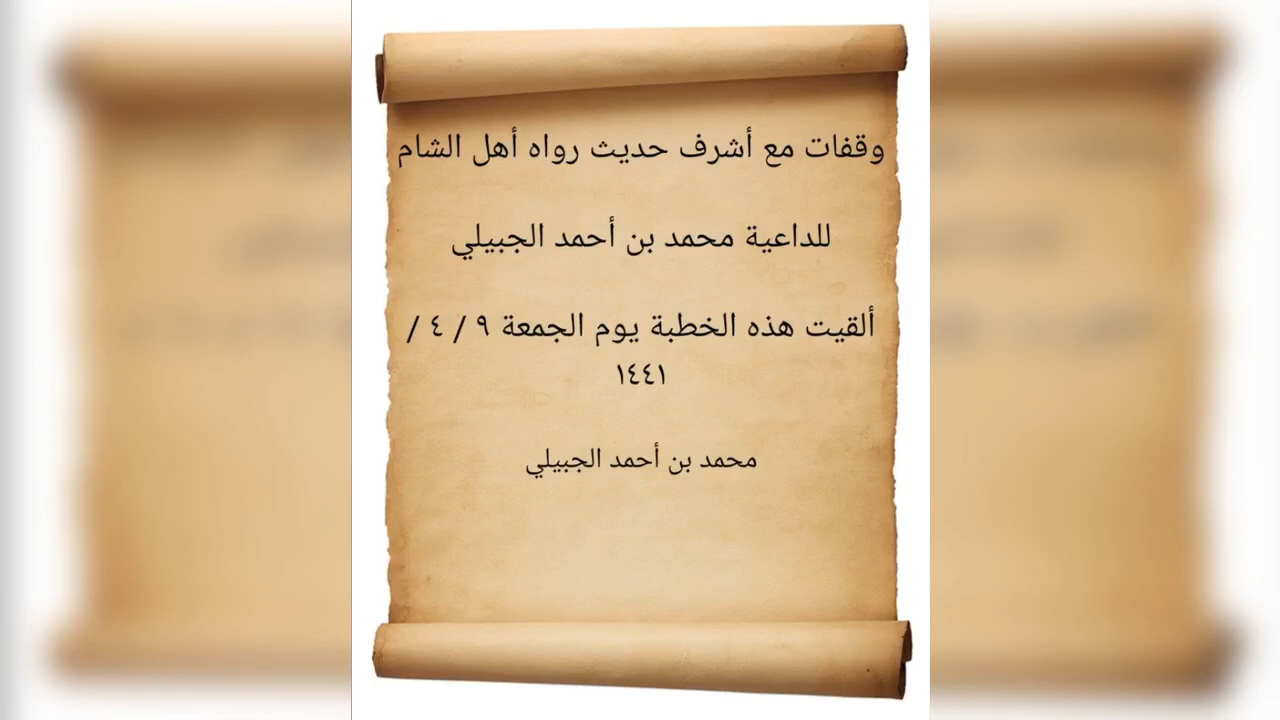 وقفات مع أشرف حديث رواه أهل الشام
للداعية محمد بن أحمد الجبيلي
ألقيت هذه الخطبة يوم الجمعة ٩ / ٤ /
١٤٤١
محمد بن أحمد الجبيلي